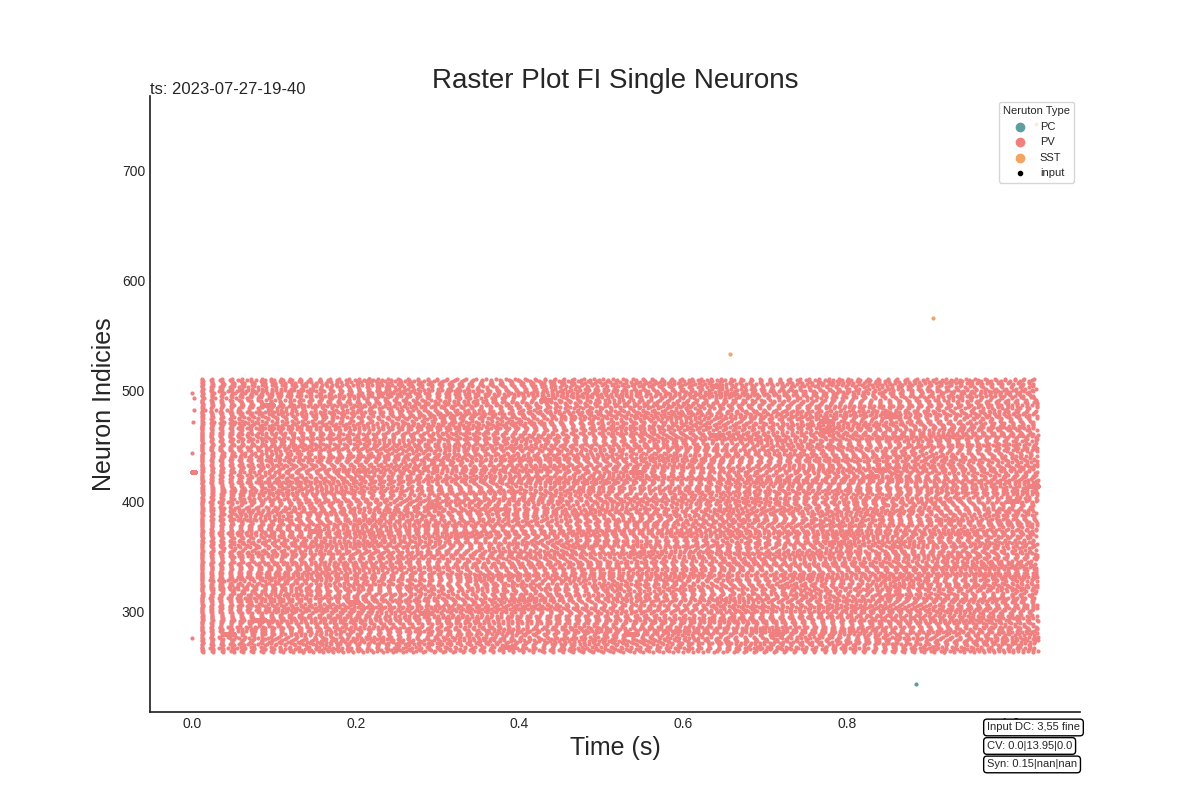 Raster Plot FI Single Neurons
ts: 2023-07-27-19-40
Neruton Type
PC
PV
SST
input
Neuron Indicies
700
600
500
400
300
0.0 0.2 0.4 0.6 0.8
Time (s)
Input DC: 3,55 fine
CV: 0.0|13.95|0.0
Syn: 0.15|nan|nan